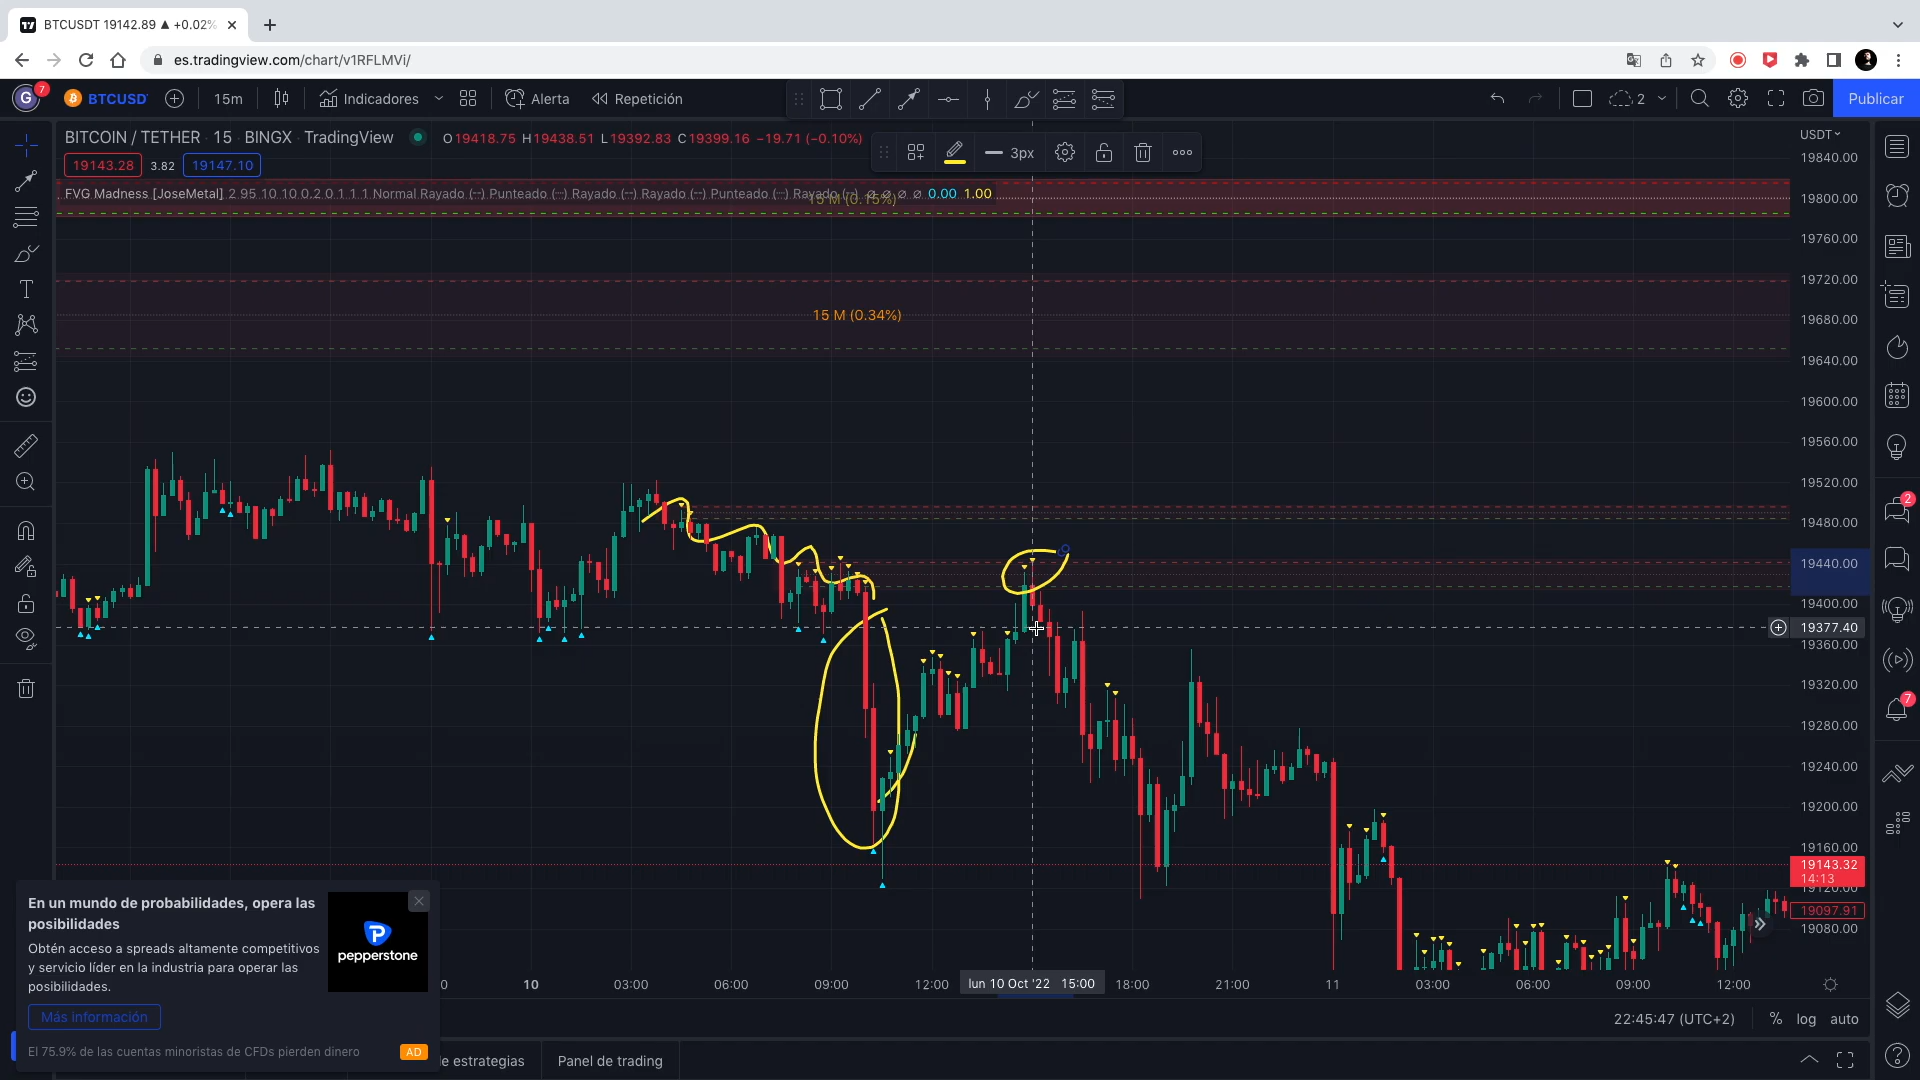 BTCUSDT 19142.89 ▲ +0.02%
es.tradingview.com/chart/v1RFLMVi/
G 7 BTCUSD 15m Indicadores Alerta Repetición 2 Publicar
BITCOIN / TETHER · 15 · BINGX · TradingView O19418.75 H19438.51 L19392.83 C19399.16 −19.71 (−0.10%)
19143.28 3.82 19147.10
3px
FVG Madness [JoseMetal] 2 95 10 10 0.2 0 1 1 1 Normal Rayado (--) Punteado (···) Rayado (--) Rayado (--) Punteado (···) Rayado (--) ∅ ∅ ∅ ∅ 0.00 1.00
15 M (0.15%)
15 M (0.34%)
USDT
19840.00
19800.00
19760.00
19720.00
19680.00
19640.00
19600.00
19560.00
19520.00
19480.00
19440.00
19400.00
19377.40
19360.00
19320.00
19280.00
19240.00
19200.00
19160.00
19143.32
14:13
19120.00
19097.91
19080.00
2
7
En un mundo de probabilidades, opera las
posibilidades
Obtén acceso a spreads altamente competitivos
y servicio líder en la industria para operar las
posibilidades.
Más información
El 75.9% de las cuentas minoristas de CFDs pierden dinero
AD
pepperstone
0 10 03:00 06:00 09:00 12:00 lun 10 Oct '22 15:00 18:00 21:00 11 03:00 06:00 09:00 12:00
22:45:47 (UTC+2) % log auto
e estrategias Panel de trading